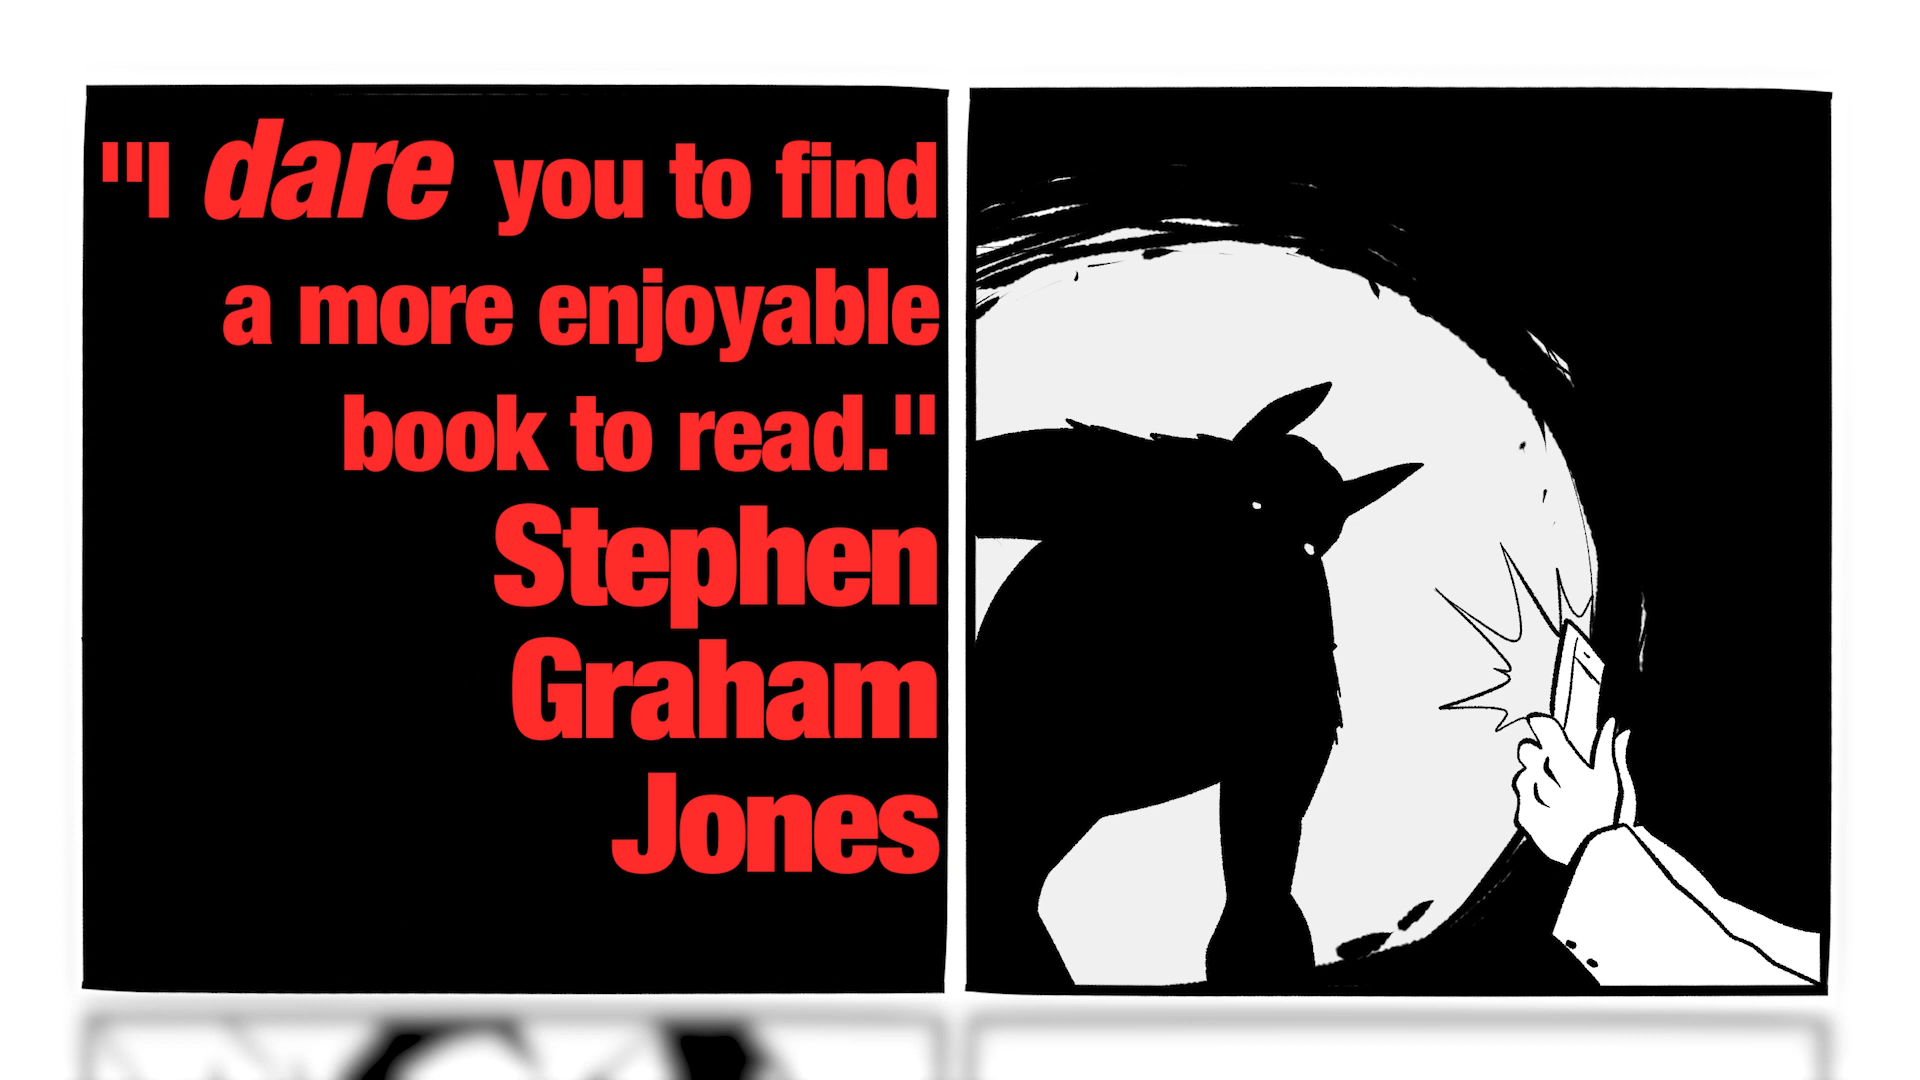 "I dare you to find
a more enjoyable
book to read."
Stephen
Graham
Jones